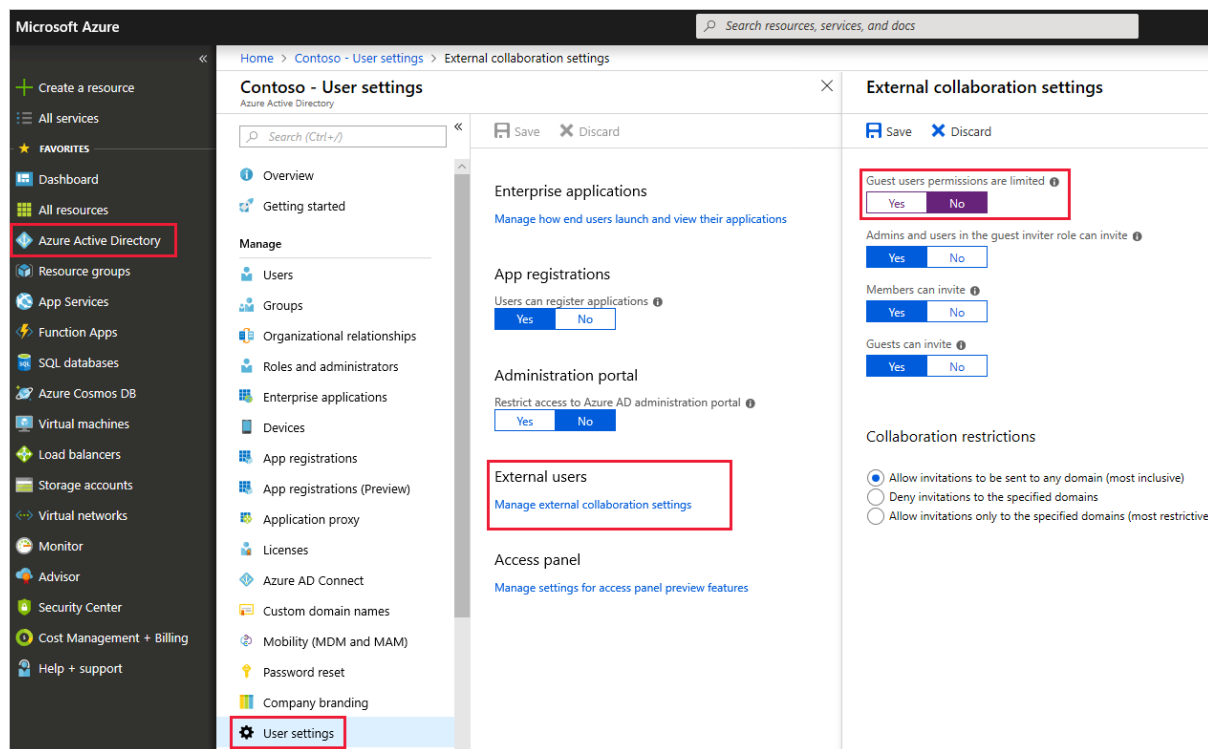 Microsoft Azure
Search resources, services, and docs
«
Create a resource
All services
FAVORITES
Dashboard
All resources
Azure Active Directory
Resource groups
App Services
Function Apps
SQL databases
Azure Cosmos DB
Virtual machines
Load balancers
Storage accounts
Virtual networks
Monitor
Advisor
Security Center
Cost Management + Billing
Help + support
Home > Contoso - User settings > External collaboration settings
Contoso - User settings
Azure Active Directory
Search (Ctrl+/)
«
Overview
Getting started
Manage
Users
Groups
Organizational relationships
Roles and administrators
Enterprise applications
Devices
App registrations
App registrations (Preview)
Application proxy
Licenses
Azure AD Connect
Custom domain names
Mobility (MDM and MAM)
Password reset
Company branding
User settings
Save Discard
Enterprise applications
Manage how end users launch and view their applications
App registrations
Users can register applications
Yes No
Administration portal
Restrict access to Azure AD administration portal
Yes No
External users
Manage external collaboration settings
Access panel
Manage settings for access panel preview features
External collaboration settings
Save Discard
Guest users permissions are limited
Yes No
Admins and users in the guest inviter role can invite
Yes No
Members can invite
Yes No
Guests can invite
Yes No
Collaboration restrictions
Allow invitations to be sent to any domain (most inclusive)
Deny invitations to the specified domains
Allow invitations only to the specified domains (most restrictive